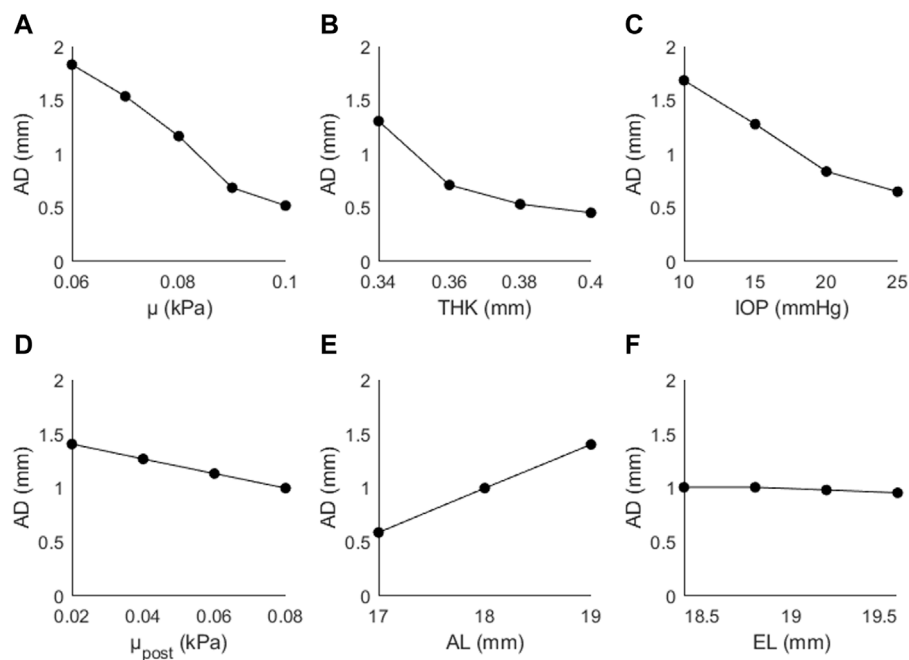 A
2
1.5
1
0.5
0
AD (mm)
0.06 0.08 0.1
μ (kPa)
B
2
1.5
1
0.5
0
AD (mm)
0.34 0.36 0.38 0.4
THK (mm)
C
2
1.5
1
0.5
0
AD (mm)
10 15 20 25
IOP (mmHg)
D
2
1.5
1
0.5
0
AD (mm)
0.02 0.04 0.06 0.08
μpost (kPa)
E
2
1.5
1
0.5
0
AD (mm)
17 18 19
AL (mm)
F
2
1.5
1
0.5
0
AD (mm)
18.5 19 19.5
EL (mm)